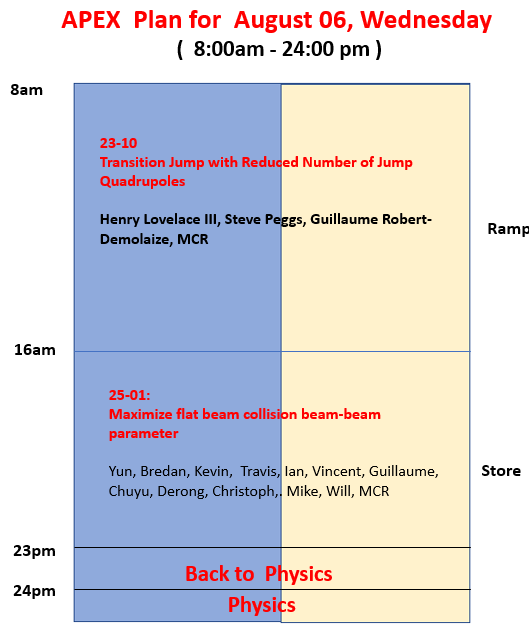 APEX Plan for August 06, Wednesday
( 8:00am - 24:00 pm )
8am
23-10
Transition Jump with Reduced Number of Jump
Quadrupoles
Henry Lovelace III, Steve Peggs, Guillaume Robert-
Demolaize, MCR
Ramp
16am
25-01:
Maximize flat beam collision beam-beam
parameter
Yun, Bredan, Kevin, Travis, Ian, Vincent, Guillaume,
Chuyu, Derong, Christoph,. Mike, Will, MCR
Store
23pm
Back to Physics
24pm
Physics